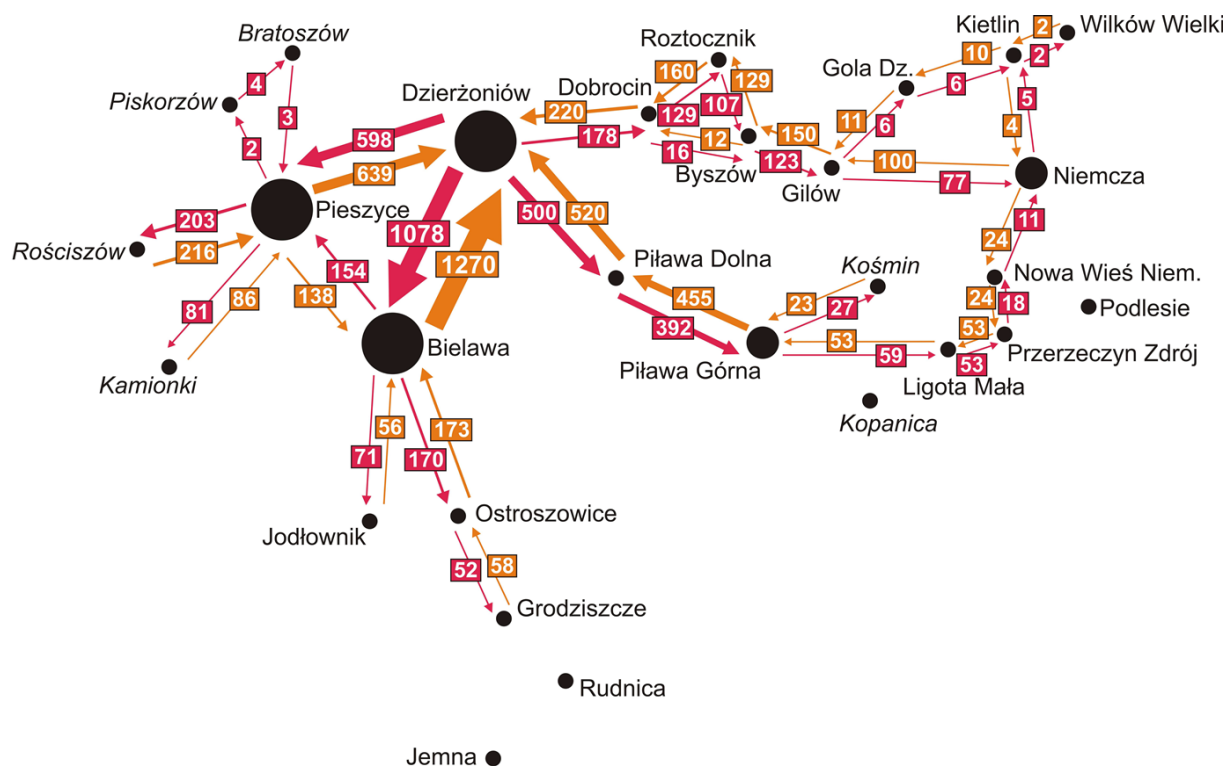 Bratoszów
Kietlin
2
Wilków Wielki
Roztocznik
10
2
4
Piskorzów
Dzierżoniów
Dobrocin
160
129
Gola Dz.
6
3
220
129
107
11
6
5
4
598
178
12
150
2
16
Byszów
123
Gilów
100
77
Niemcza
639
Pieszyce
203
Rościszów
216
500
520
1078
1270
11
24
154
Piława Dolna
Kośmin
Nowa Wieś Niem.
86
138
23
27
24
18
Podlesie
81
455
392
53
53
Bielawa
Piława Górna
59
53
Przerzeczyn Zdrój
Kamionki
Ligota Mała
Kopanica
56
173
71
170
Jodłownik
Ostroszowice
52
58
Grodziszcze
Rudnica
Jemna